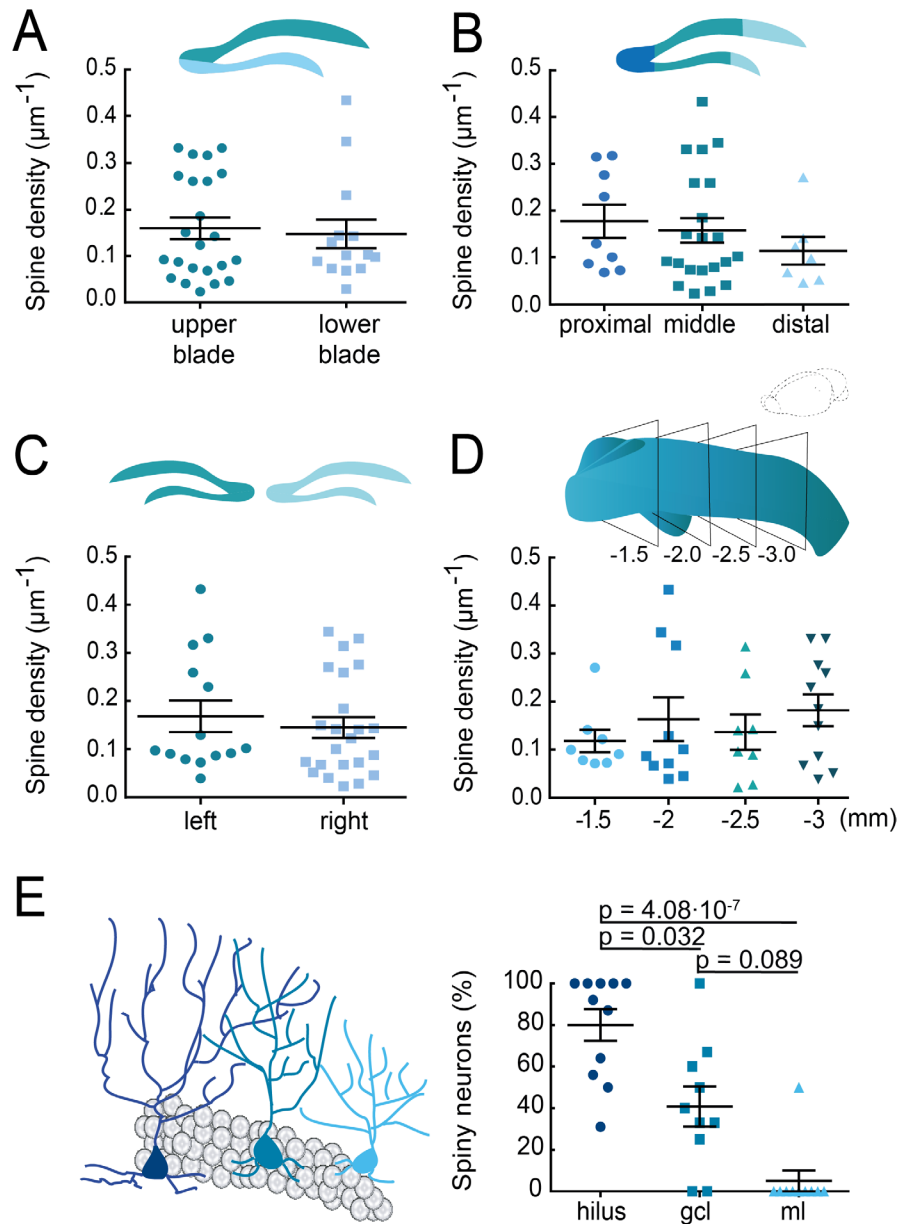 A
Spine density (µm⁻¹)
0.5
0.4
0.3
0.2
0.1
0.0
upper blade
lower blade
B
Spine density (µm⁻¹)
0.5
0.4
0.3
0.2
0.1
0.0
proximal
middle
distal
C
Spine density (µm⁻¹)
0.5
0.4
0.3
0.2
0.1
0.0
left
right
D
-1.5
-2.0
-2.5
-3.0
Spine density (µm⁻¹)
0.5
0.4
0.3
0.2
0.1
0.0
-1.5
-2
-2.5
-3
(mm)
E
p = 4.08·10⁻⁷
p = 0.032
p = 0.089
Spiny neurons (%)
100
80
60
40
20
0
hilus
gcl
ml